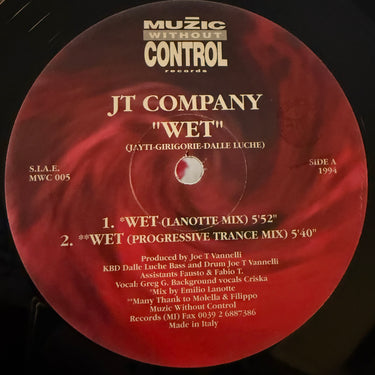 MUZIC
WITHOUT
CONTROL
records
JT COMPANY
"WET"
(JAYTI-GIRIGORIE-DALLE LUCHE)
S.I.A.E.
MWC 005
SIDE A
1994
1. *WET (LANOTTE MIX) 5'52"
2. **WET (PROGRESSIVE TRANCE MIX) 5'40"
Produced by Joe T Vannelli
KBD Dalle Luche Bass and Drum Joe T Vannelli
Assistants Fausto & Fabio T.
Vocal: Greg G. Background vocals Criska
*Mix by Emilio Lanotte
**Many Thank to Molella & Filippo
Muzic Without Control
Records (MI) Fax 0039 2 6887386
Made in Italy